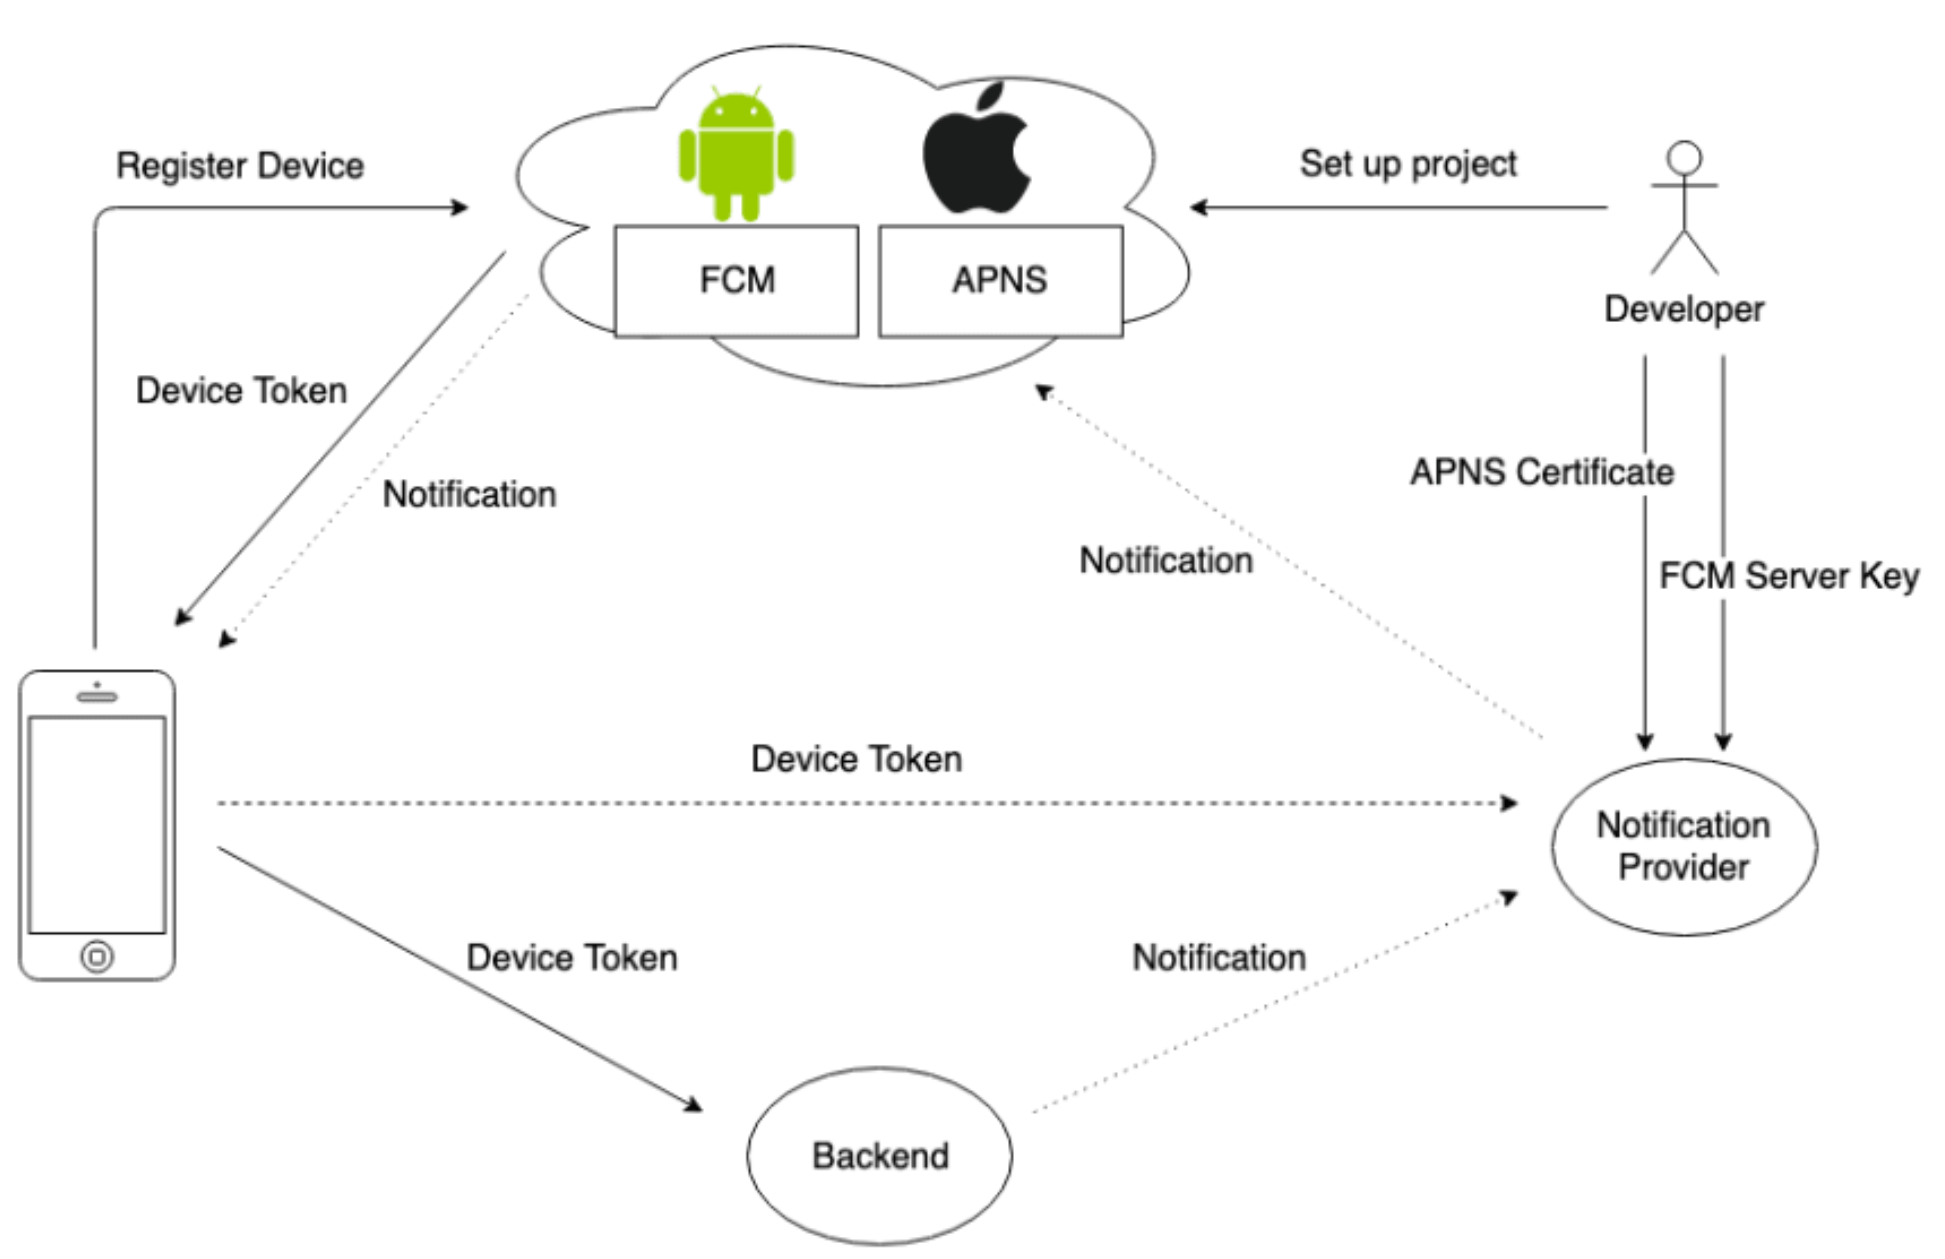 Register Device
Set up project
FCM
APNS
Developer
Device Token
Notification
APNS Certificate
Notification
FCM Server Key
Device Token
Notification
Provider
Device Token
Notification
Backend